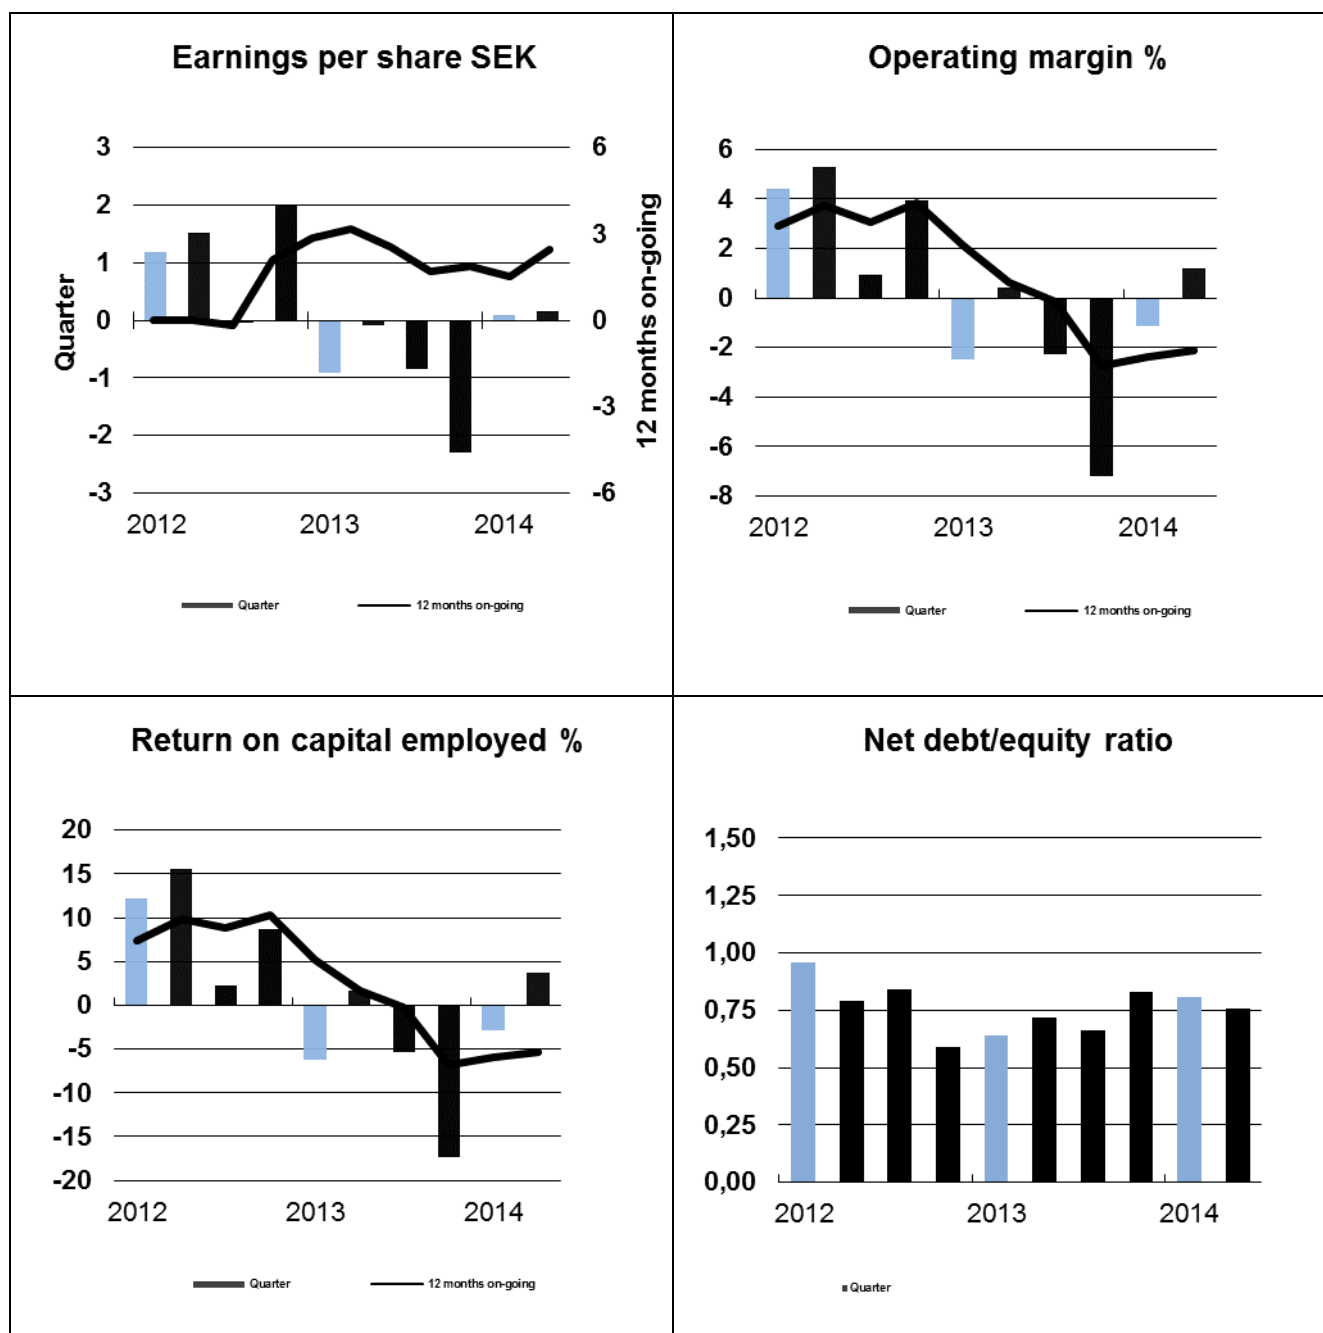 Earnings per share SEK
3
2
1
0
-1
-2
-3
Quarter
6
3
0
-3
-6
12 months on-going
2012 2013 2014
Quarter 12 months on-going
Operating margin %
6
4
2
0
-2
-4
-6
-8
2012 2013 2014
Quarter 12 months on-going
Return on capital employed %
20
15
10
5
0
-5
-10
-15
-20
2012 2013 2014
Quarter 12 months on-going
Net debt/equity ratio
1,50
1,25
1,00
0,75
0,50
0,25
0,00
2012 2013 2014
Quarter